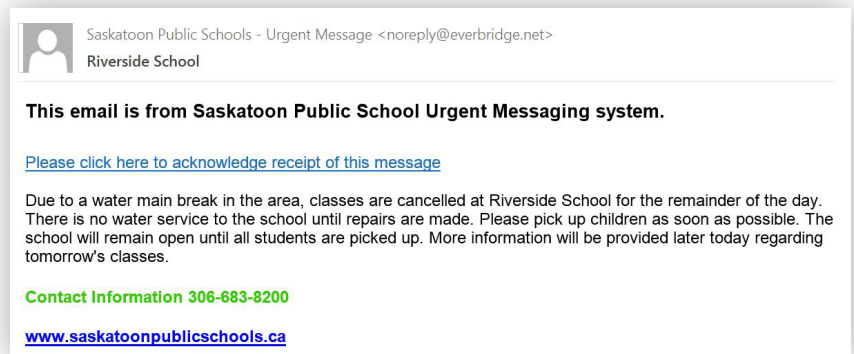 Saskatoon Public Schools - Urgent Message <noreply@everbridge.net>
Riverside School
This email is from Saskatoon Public School Urgent Messaging system.
Please click here to acknowledge receipt of this message
Due to a water main break in the area, classes are cancelled at Riverside School for the remainder of the day.
There is no water service to the school until repairs are made. Please pick up children as soon as possible. The
school will remain open until all students are picked up. More information will be provided later today regarding
tomorrow's classes.
Contact Information 306-683-8200
www.saskatoonpublicschools.ca